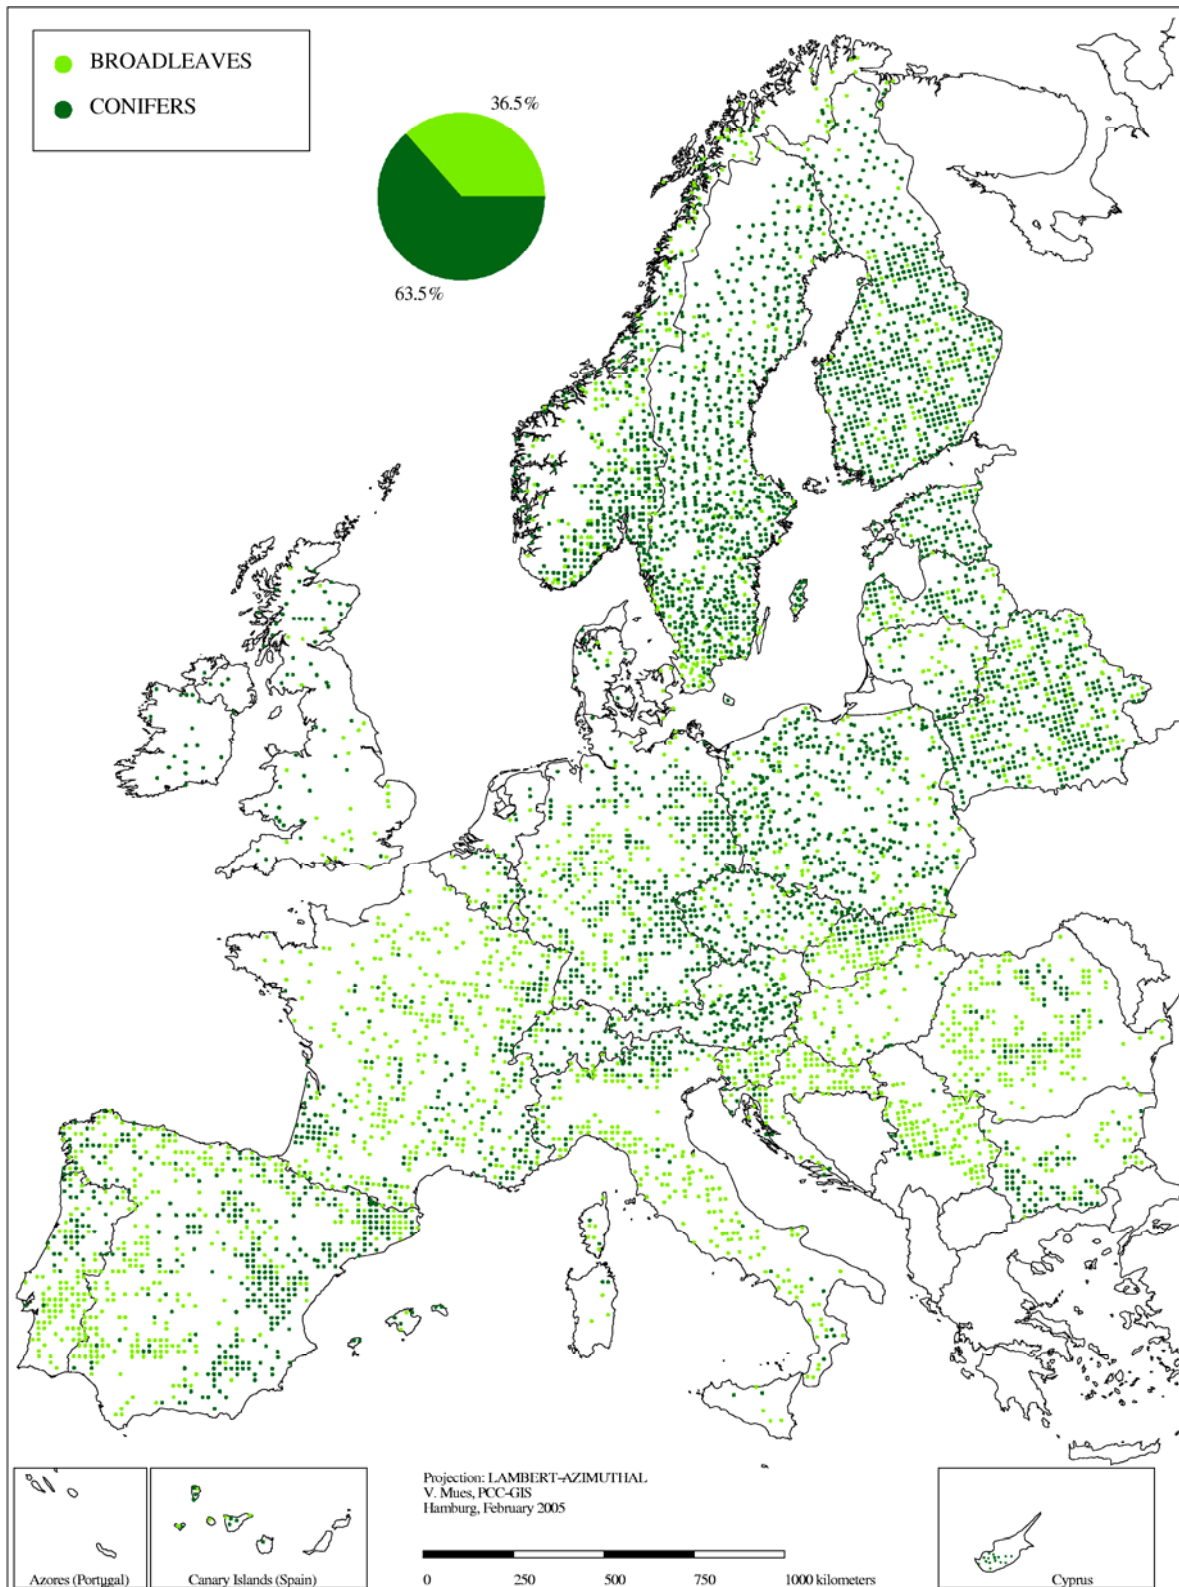 BROADLEAVES
CONIFERS
36.5%
63.5%
Projection: LAMBERT-AZIMUTHAL
V. Mues, PCC-GIS
Hamburg, February 2005
0 250 500 750 1000 kilometers
Azores (Portugal)
Canary Islands (Spain)
Cyprus